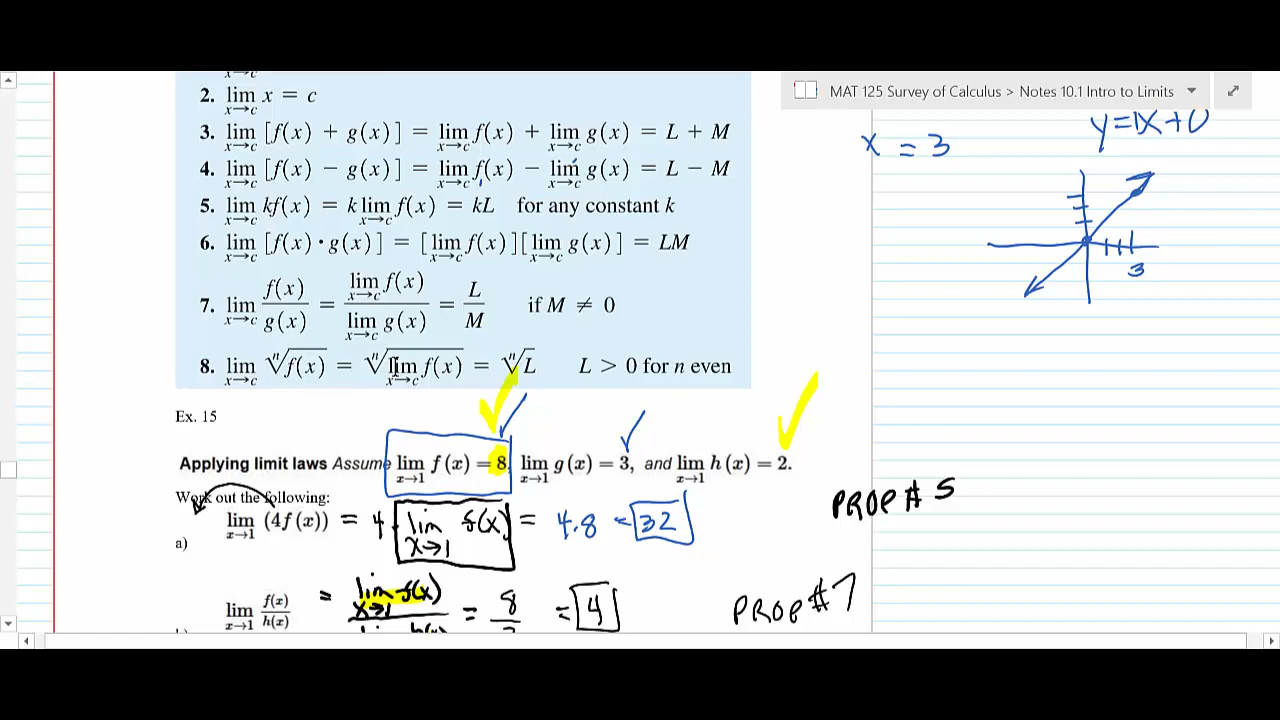 x→c
2. lim x→c x = c
3. lim x→c [f(x) + g(x)] = lim x→c f(x) + lim x→c g(x) = L + M
4. lim x→c [f(x) − g(x)] = lim x→c f(x) − lim x→c g(x) = L − M
5. lim x→c kf(x) = k lim x→c f(x) = kL for any constant k
6. lim x→c [f(x) · g(x)] = [lim x→c f(x)][lim x→c g(x)] = LM
7. lim x→c f(x)/g(x) = lim x→c f(x) / lim x→c g(x) = L/M if M ≠ 0
8. lim x→c ⁿ√f(x) = ⁿ√lim x→c f(x) = ⁿ√L L > 0 for n even
MAT 125 Survey of Calculus > Notes 10.1 Intro to Limits
y=1x+0
x = 3
3
Ex. 15
Applying limit laws Assume lim x→1 f(x) = 8, lim x→1 g(x) = 3, and lim x→1 h(x) = 2.
Work out the following:
PROP # 5
a) lim x→1 (4f(x)) = 4·lim x→1 f(x) = 4·8 = 32
lim x→1 f(x)/h(x) = lim x→1 f(x) / = 8/ = 4
PROP #7